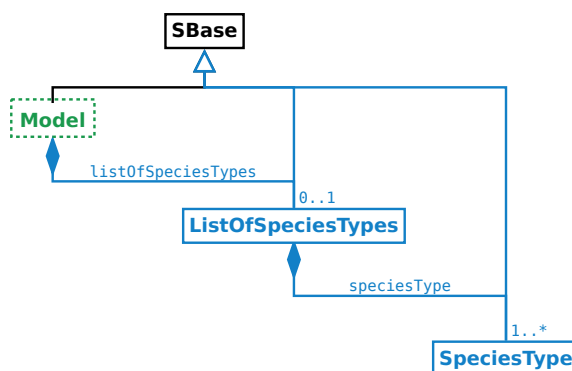 SBase
Model
listOfSpeciesTypes
0..1
ListOfSpeciesTypes
speciesType
1..*
SpeciesType